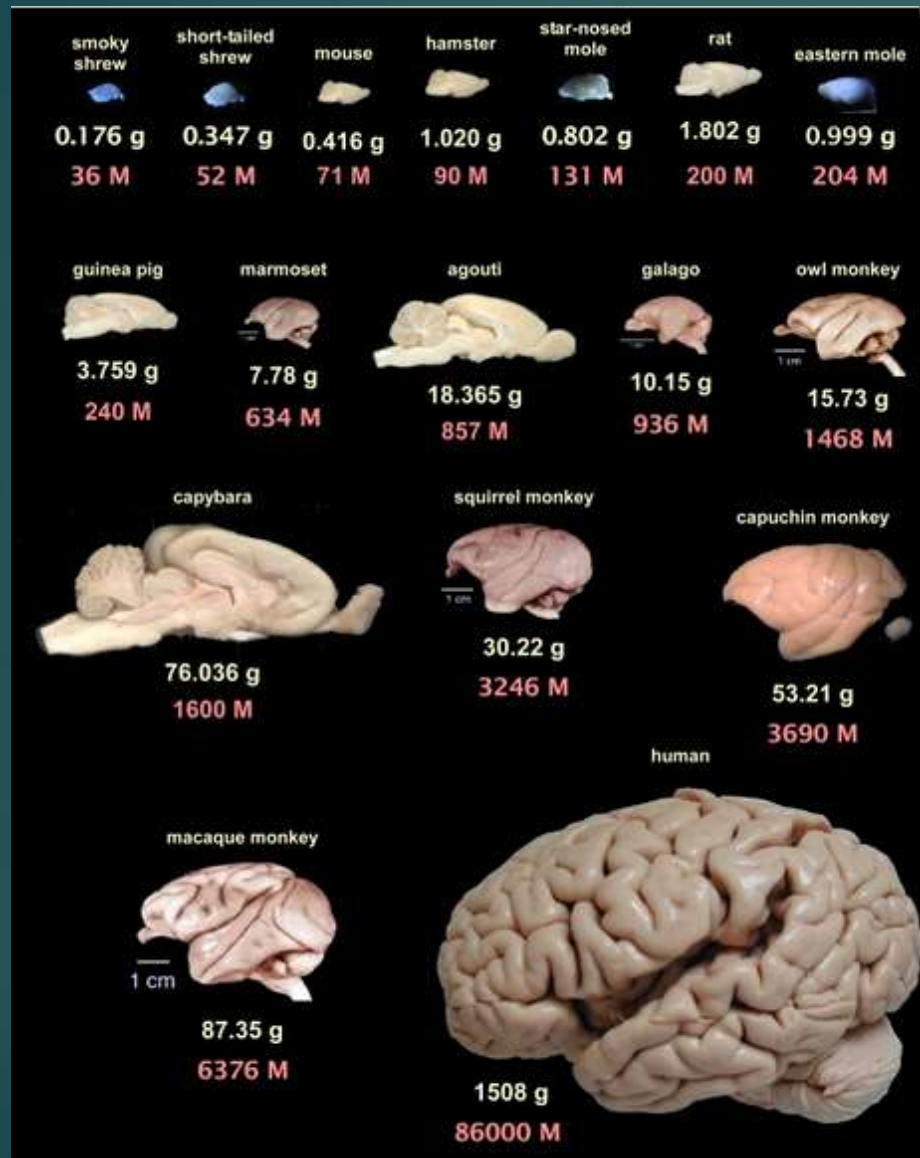 smoky
shrew
0.176 g
36 M
short-tailed
shrew
0.347 g
52 M
mouse
0.416 g
71 M
hamster
1.020 g
90 M
star-nosed
mole
0.802 g
131 M
rat
1.802 g
200 M
eastern mole
0.999 g
204 M
guinea pig
3.759 g
240 M
marmoset
7.78 g
634 M
agouti
18.365 g
857 M
galago
10.15 g
936 M
owl monkey
1 cm
15.73 g
1468 M
capybara
76.036 g
1600 M
squirrel monkey
1 cm
30.22 g
3246 M
capuchin monkey
53.21 g
3690 M
macaque monkey
1 cm
87.35 g
6376 M
human
1508 g
86000 M